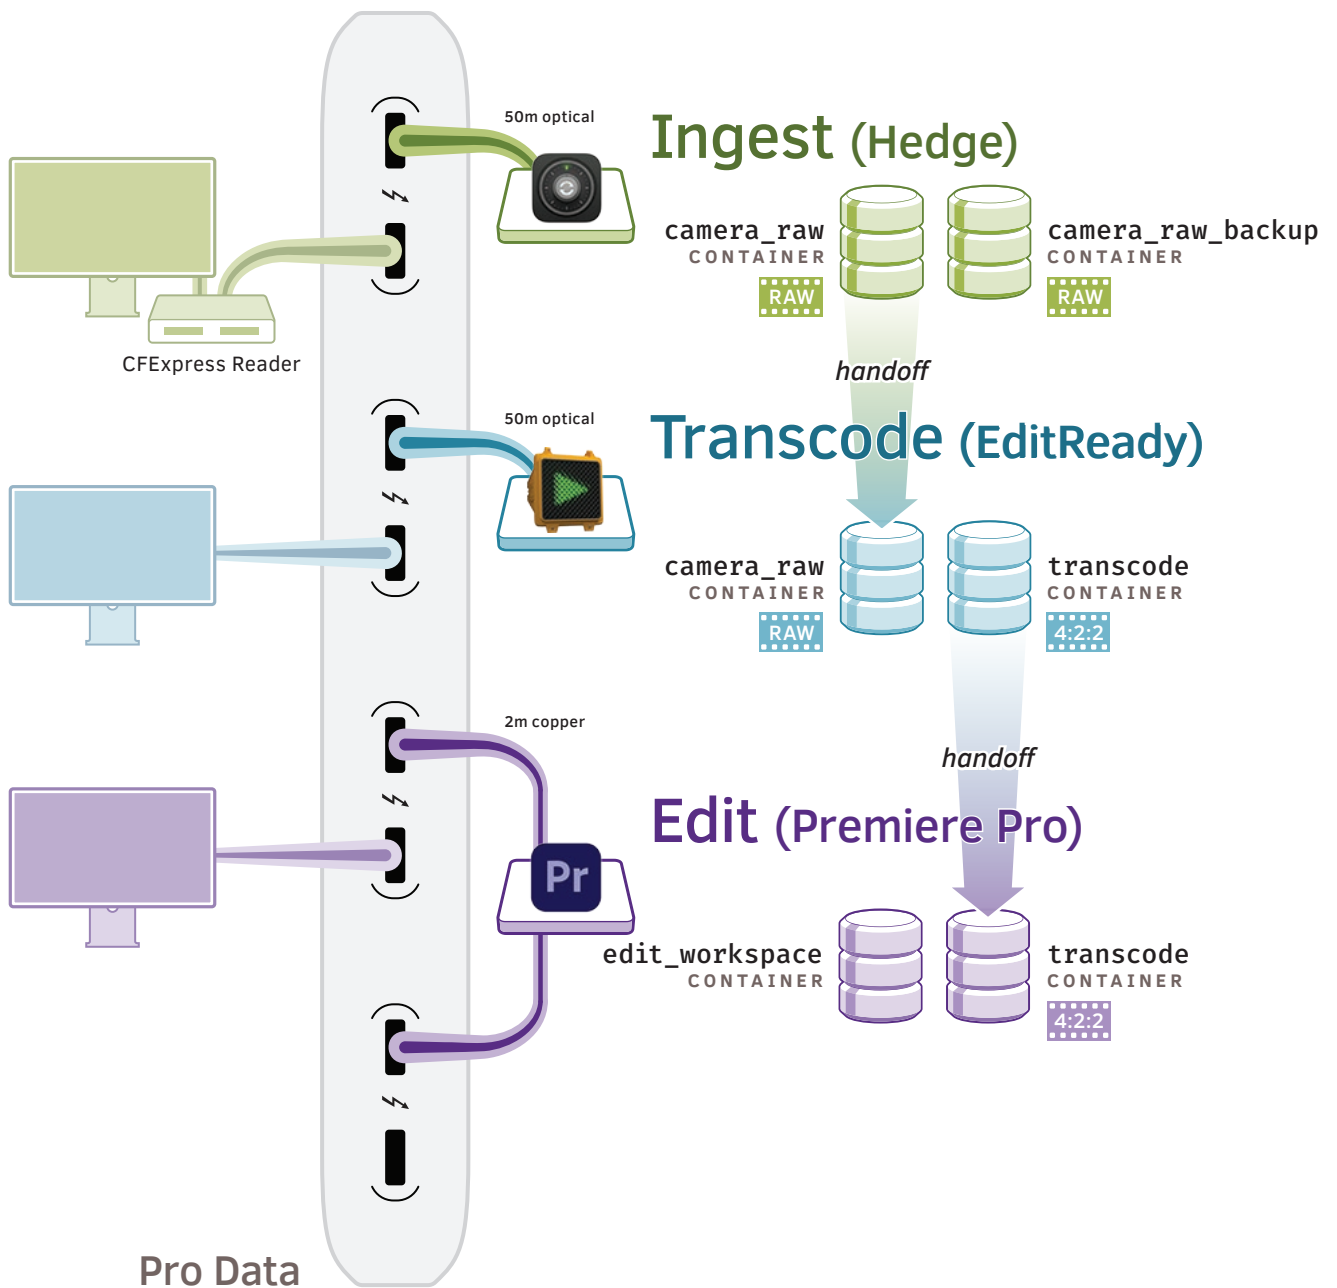 50m optical
Ingest (Hedge)
camera_raw
CONTAINER
RAW
camera_raw_backup
CONTAINER
RAW
CFExpress Reader
handoff
50m optical
Transcode (EditReady)
camera_raw
CONTAINER
RAW
transcode
CONTAINER
4:2:2
2m copper
handoff
Edit (Premiere Pro)
Pr
edit_workspace
CONTAINER
transcode
CONTAINER
4:2:2
Pro Data